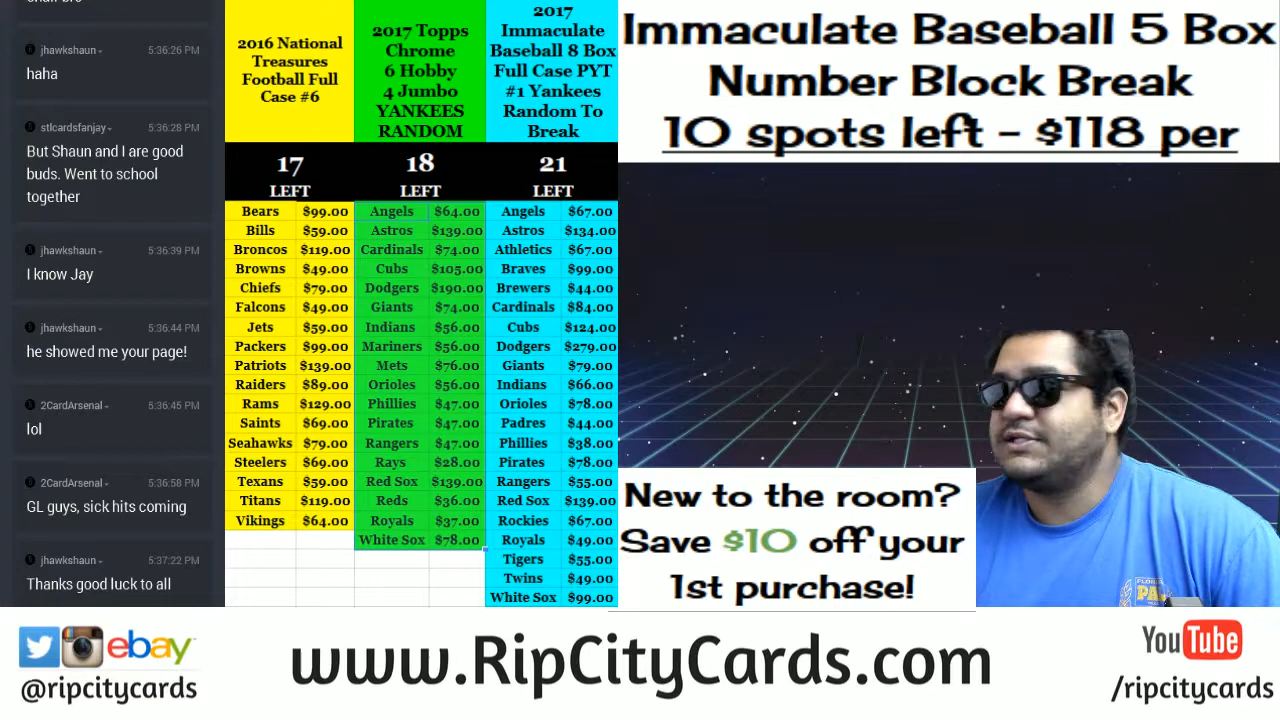 jhawkshaun 5:36:26 PM
haha
stlcardsfanjay 5:36:28 PM
But Shaun and I are good
buds. Went to school
together
jhawkshaun 5:36:39 PM
I know Jay
jhawkshaun 5:36:44 PM
he showed me your page!
2CardArsenal 5:36:45 PM
lol
2CardArsenal 5:36:58 PM
GL guys, sick hits coming
jhawkshaun 5:37:22 PM
Thanks good luck to all
2016 National
Treasures
Football Full
Case #6
17
LEFT
Bears $99.00
Bills $59.00
Broncos $119.00
Browns $49.00
Chiefs $79.00
Falcons $49.00
Jets $59.00
Packers $99.00
Patriots $139.00
Raiders $89.00
Rams $129.00
Saints $69.00
Seahawks $79.00
Steelers $69.00
Texans $59.00
Titans $119.00
Vikings $64.00
2017 Topps
Chrome
6 Hobby
4 Jumbo
YANKEES
RANDOM
18
LEFT
Angels $64.00
Astros $139.00
Cardinals $74.00
Cubs $105.00
Dodgers $190.00
Giants $74.00
Indians $56.00
Mariners $56.00
Mets $76.00
Orioles $56.00
Phillies $47.00
Pirates $47.00
Rangers $47.00
Rays $28.00
Red Sox $139.00
Reds $36.00
Royals $37.00
White Sox $78.00
2017
Immaculate
Baseball 8 Box
Full Case PYT
#1 Yankees
Random To
Break
21
LEFT
Angels $67.00
Astros $134.00
Athletics $67.00
Braves $99.00
Brewers $44.00
Cardinals $84.00
Cubs $124.00
Dodgers $279.00
Giants $79.00
Indians $66.00
Orioles $78.00
Padres $44.00
Phillies $38.00
Pirates $78.00
Rangers $55.00
Red Sox $139.00
Rockies $67.00
Royals $49.00
Tigers $55.00
Twins $49.00
White Sox $99.00
Immaculate Baseball 5 Box
Number Block Break
10 spots left - $118 per
New to the room?
Save $10 off your
1st purchase!
ebay
@ripcitycards
www.RipCityCards.com
YouTube
/ripcitycards